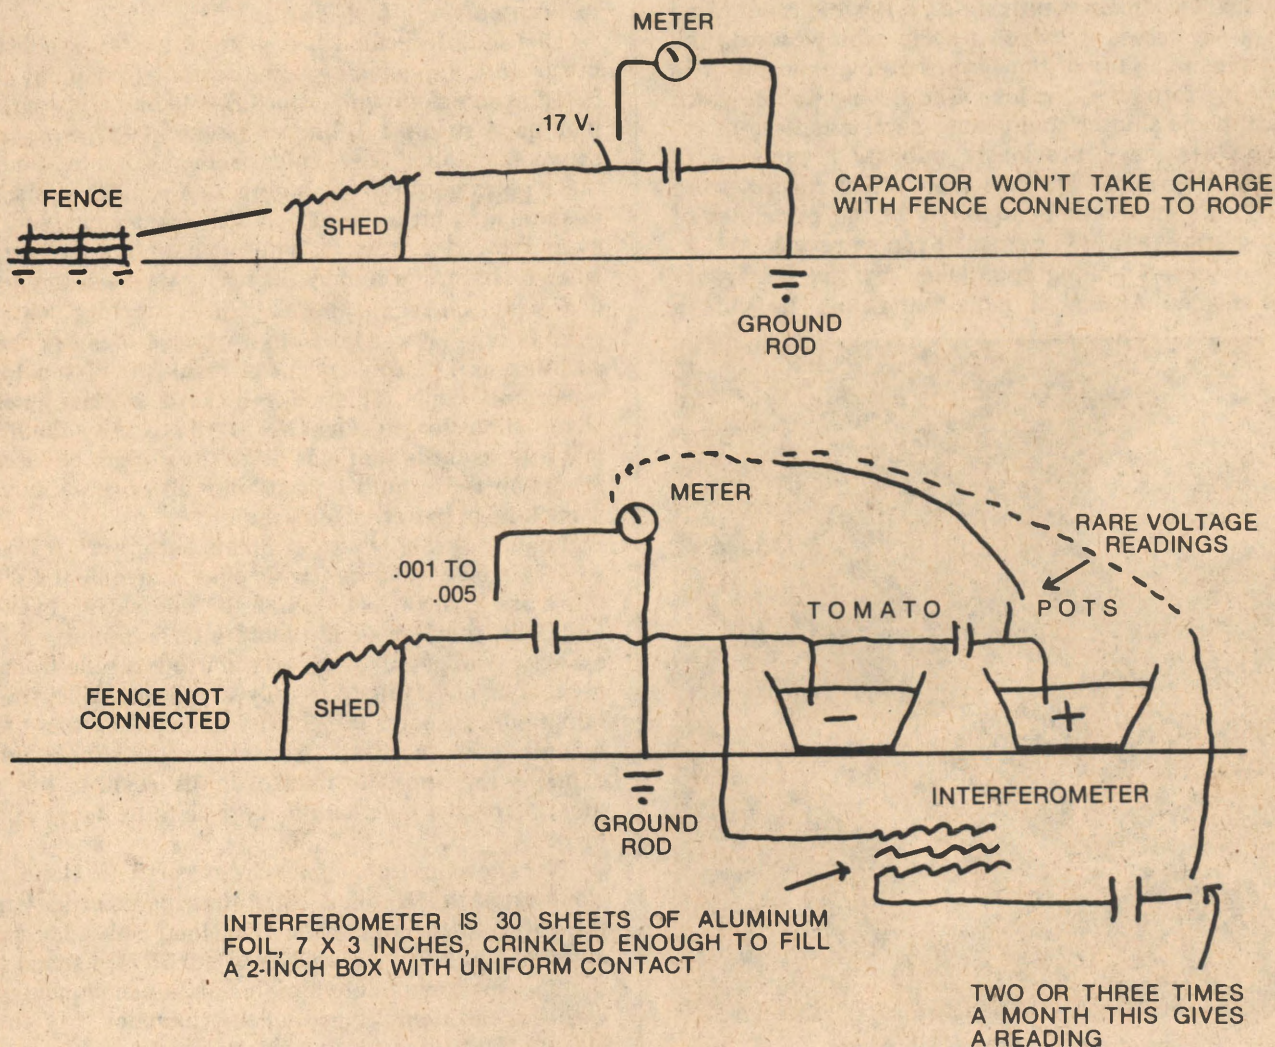 METER
.17 V.
FENCE
SHED
CAPACITOR WON'T TAKE CHARGE
WITH FENCE CONNECTED TO ROOF
GROUND
ROD
METER
RARE VOLTAGE
READINGS
.001 TO
.005
TOMATO POTS
FENCE NOT
CONNECTED
SHED
-
+
INTERFEROMETER
GROUND
ROD
INTERFEROMETER IS 30 SHEETS OF ALUMINUM
FOIL, 7 X 3 INCHES, CRINKLED ENOUGH TO FILL
A 2-INCH BOX WITH UNIFORM CONTACT
TWO OR THREE TIMES
A MONTH THIS GIVES
A READING